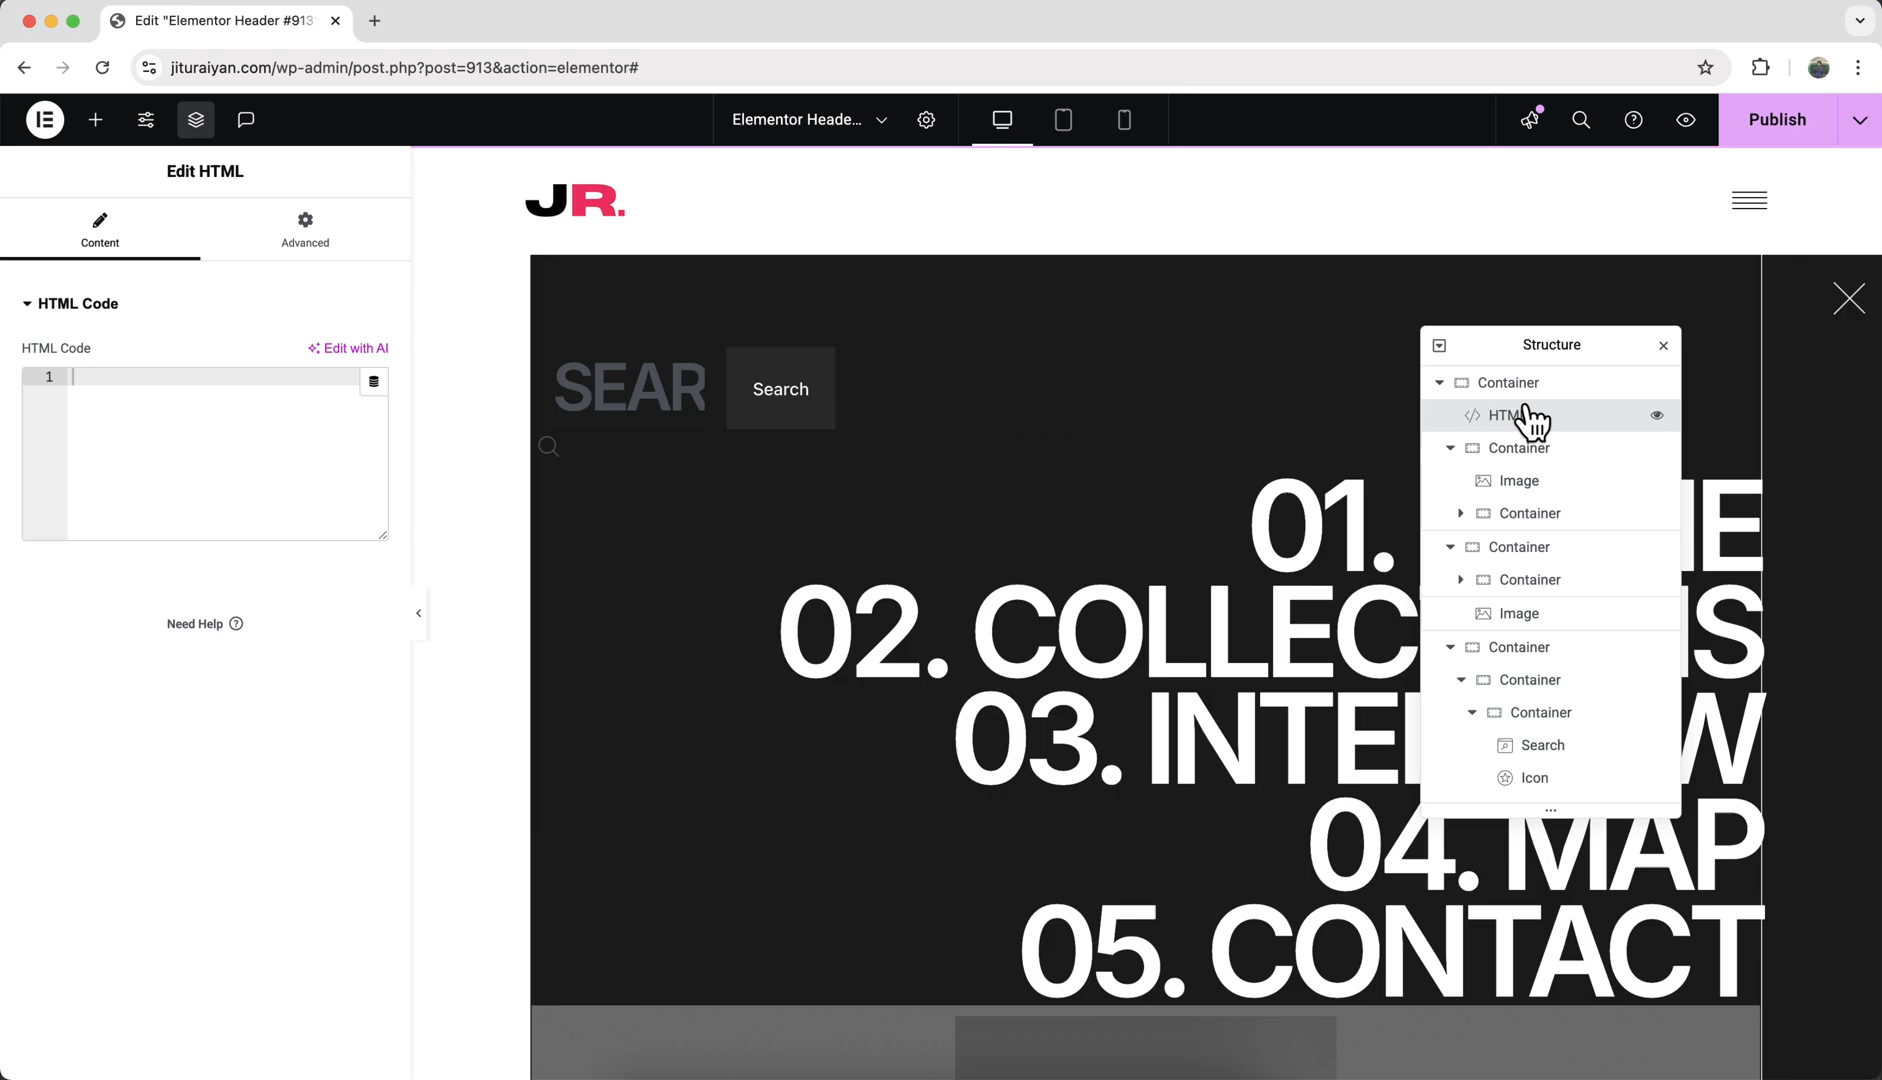 Edit "Elementor Header #913"
jituraiyan.com/wp-admin/post.php?post=913&action=elementor#
Elementor Heade...
Publish
Edit HTML
Content
Advanced
HTML Code
HTML Code
Edit with AI
1
Need Help
JR.
SEAR
Search
01.
02. COLLEC
03. INTE
04. MAP
05. CONTACT
Structure
Container
HTM
Container
Image
Container
Container
Container
Image
Container
Container
Container
Search
Icon